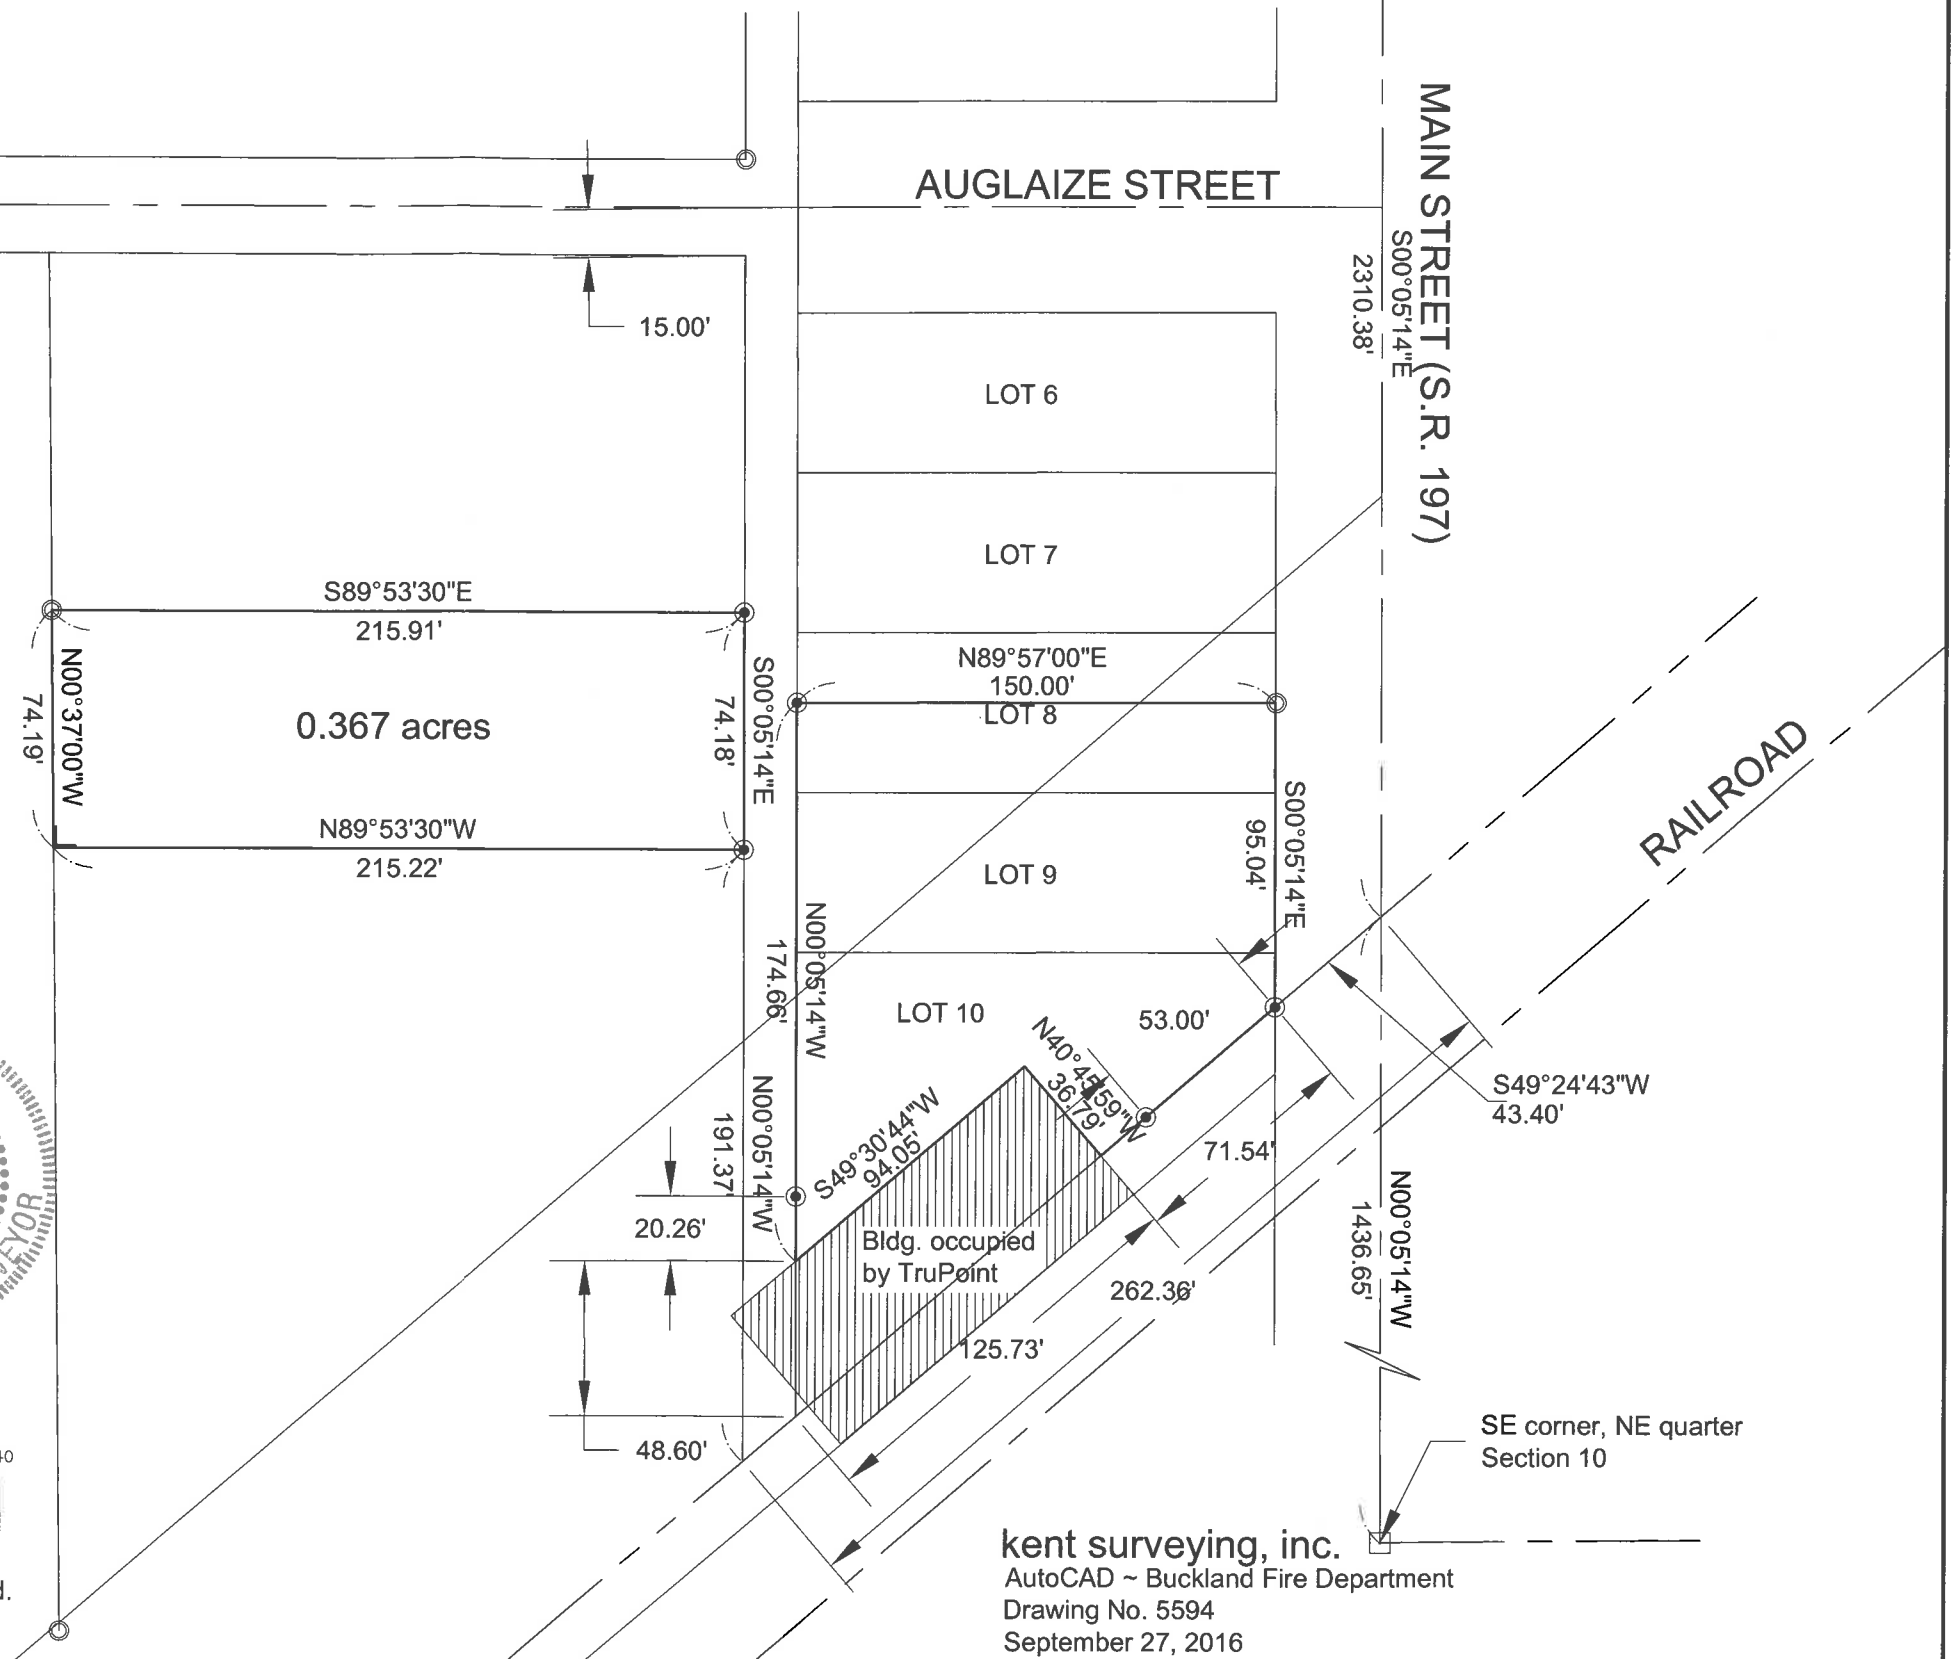 AUGLAIZE STREET
MAIN STREET (S.R. 197)
S00°05'14"E
2310.38'
15.00'
LOT 6
LOT 7
S89°53'30"E
215.91'
N89°57'00"E
150.00'
LOT 8
N00°37'00"W
74.19'
0.367 acres
S00°05'14"E
74.18'
N89°53'30"W
215.22'
RAILROAD
LOT 9
S00°05'14"E
95.04'
N00°05'14"W
174.66'
LOT 10
53.00'
N40°45'59"W
36.79'
S49°24'43"W
43.40'
S49°30'44"W
94.05'
N00°05'14"W
191.37'
71.54'
20.26'
Bldg. occupied
by TruPoint
262.36'
N00°05'14"W
1436.65'
125.73'
48.60'
SE corner, NE quarter
Section 10
kent surveying, inc.
AutoCAD ~ Buckland Fire Department
Drawing No. 5594
September 27, 2016